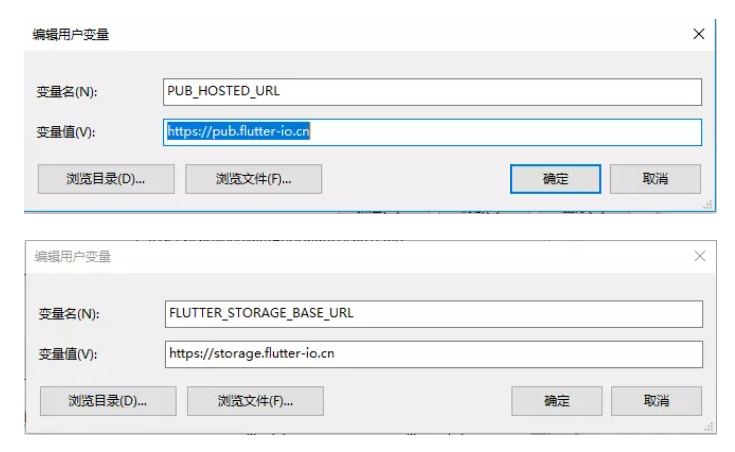 编辑用户变量
变量名(N):
PUB_HOSTED_URL
变量值(V):
https://pub.flutter-io.cn
浏览目录(D)...
浏览文件(F)...
确定
取消
编辑用户变量
变量名(N):
FLUTTER_STORAGE_BASE_URL
变量值(V):
https://storage.flutter-io.cn
浏览目录(D)...
浏览文件(F)...
确定
取消